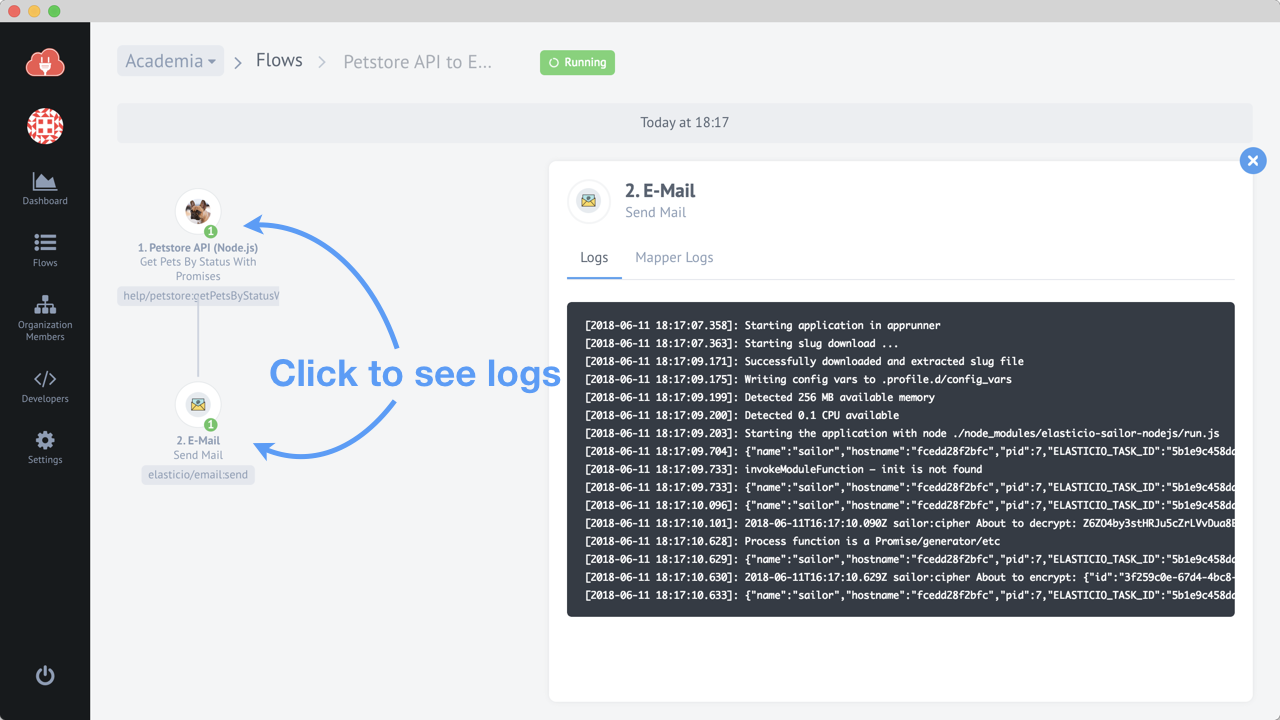 Academia
Flows
Petstore API to E...
Running
Today at 18:17
Dashboard
Flows
Organization
Members
Developers
Settings
1
1. Petstore API (Node.js)
Get Pets By Status With
Promises
help/petstore:getPetsByStatusW
Click to see logs
1
2. E-Mail
Send Mail
elasticio/email:send
2. E-Mail
Send Mail
Logs
Mapper Logs
[2018-06-11 18:17:07.358]: Starting application in apprunner
[2018-06-11 18:17:07.363]: Starting slug download ...
[2018-06-11 18:17:09.171]: Successfully downloaded and extracted slug file
[2018-06-11 18:17:09.175]: Writing config vars to .profile.d/config_vars
[2018-06-11 18:17:09.199]: Detected 256 MB available memory
[2018-06-11 18:17:09.200]: Detected 0.1 CPU available
[2018-06-11 18:17:09.203]: Starting the application with node ./node_modules/elasticio-sailor-nodejs/run.js
[2018-06-11 18:17:09.704]: {"name":"sailor","hostname":"fcedd28f2bfc","pid":7,"ELASTICIO_TASK_ID":"5b1e9c458dd
[2018-06-11 18:17:09.733]: invokeModuleFunction – init is not found
[2018-06-11 18:17:09.733]: {"name":"sailor","hostname":"fcedd28f2bfc","pid":7,"ELASTICIO_TASK_ID":"5b1e9c458dd
[2018-06-11 18:17:10.096]: {"name":"sailor","hostname":"fcedd28f2bfc","pid":7,"ELASTICIO_TASK_ID":"5b1e9c458dd
[2018-06-11 18:17:10.101]: 2018-06-11T16:17:10.090Z sailor:cipher About to decrypt: Z6ZO4by3stHRJu5cZrLVvDua8E
[2018-06-11 18:17:10.628]: Process function is a Promise/generator/etc
[2018-06-11 18:17:10.629]: {"name":"sailor","hostname":"fcedd28f2bfc","pid":7,"ELASTICIO_TASK_ID":"5b1e9c458dd
[2018-06-11 18:17:10.630]: 2018-06-11T16:17:10.629Z sailor:cipher About to encrypt: {"id":"3f259c0e-67d4-4bc8-
[2018-06-11 18:17:10.633]: {"name":"sailor","hostname":"fcedd28f2bfc","pid":7,"ELASTICIO_TASK_ID":"5b1e9c458dd